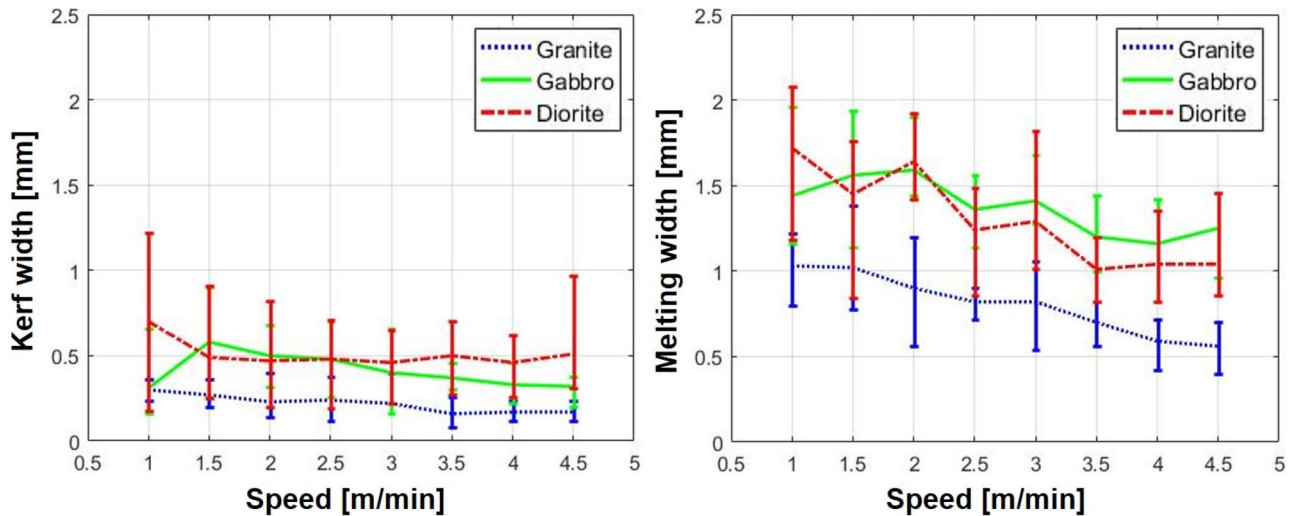 2.5
2
1.5
1
0.5
0
Kerf width [mm]
Granite
Gabbro
Diorite
0.5 1 1.5 2 2.5 3 3.5 4 4.5 5
Speed [m/min]
2.5
2
1.5
1
0.5
0
Melting width [mm]
Granite
Gabbro
Diorite
0.5 1 1.5 2 2.5 3 3.5 4 4.5 5
Speed [m/min]